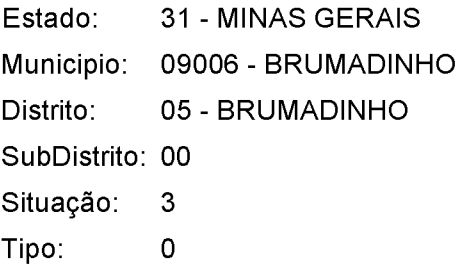 Estado: 31 - MINAS GERAIS
Municipio: 09006 - BRUMADINHO
Distrito: 05 - BRUMADINHO
SubDistrito: 00
Situação: 3
Tipo: 0